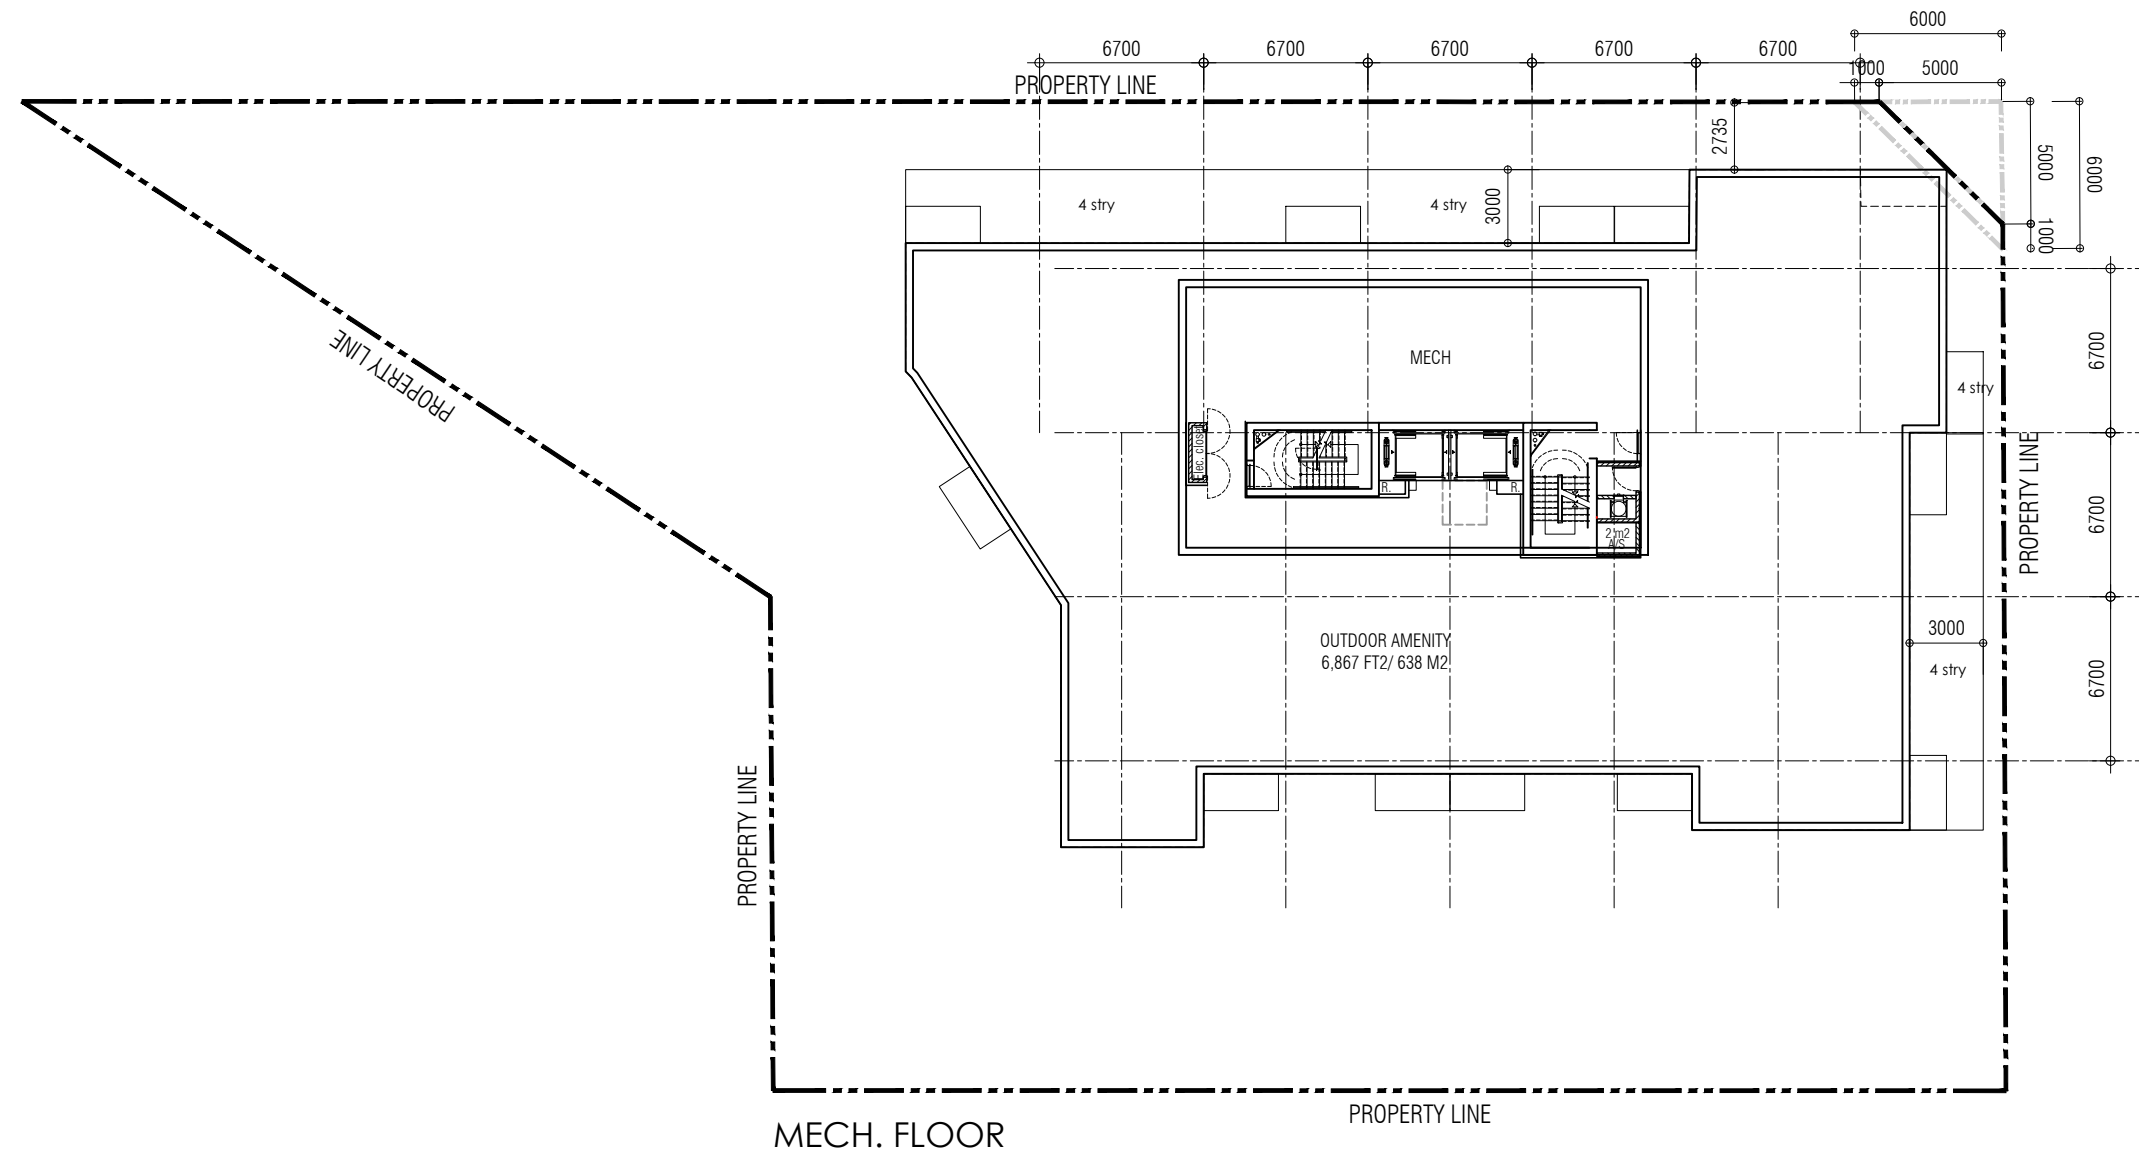 6000
6700
6700
6700
6700
6700
1000
5000
PROPERTY LINE
2735
5000
6000
1000
4 stry
4 stry
3000
PROPERTY LINE
MECH
6700
4 stry
Elec. closet
R.
R.
2 m2
A/S
PROPERTY LINE
6700
OUTDOOR AMENITY
6,867 FT2/ 638 M2
3000
4 stry
6700
PROPERTY LINE
PROPERTY LINE
MECH. FLOOR